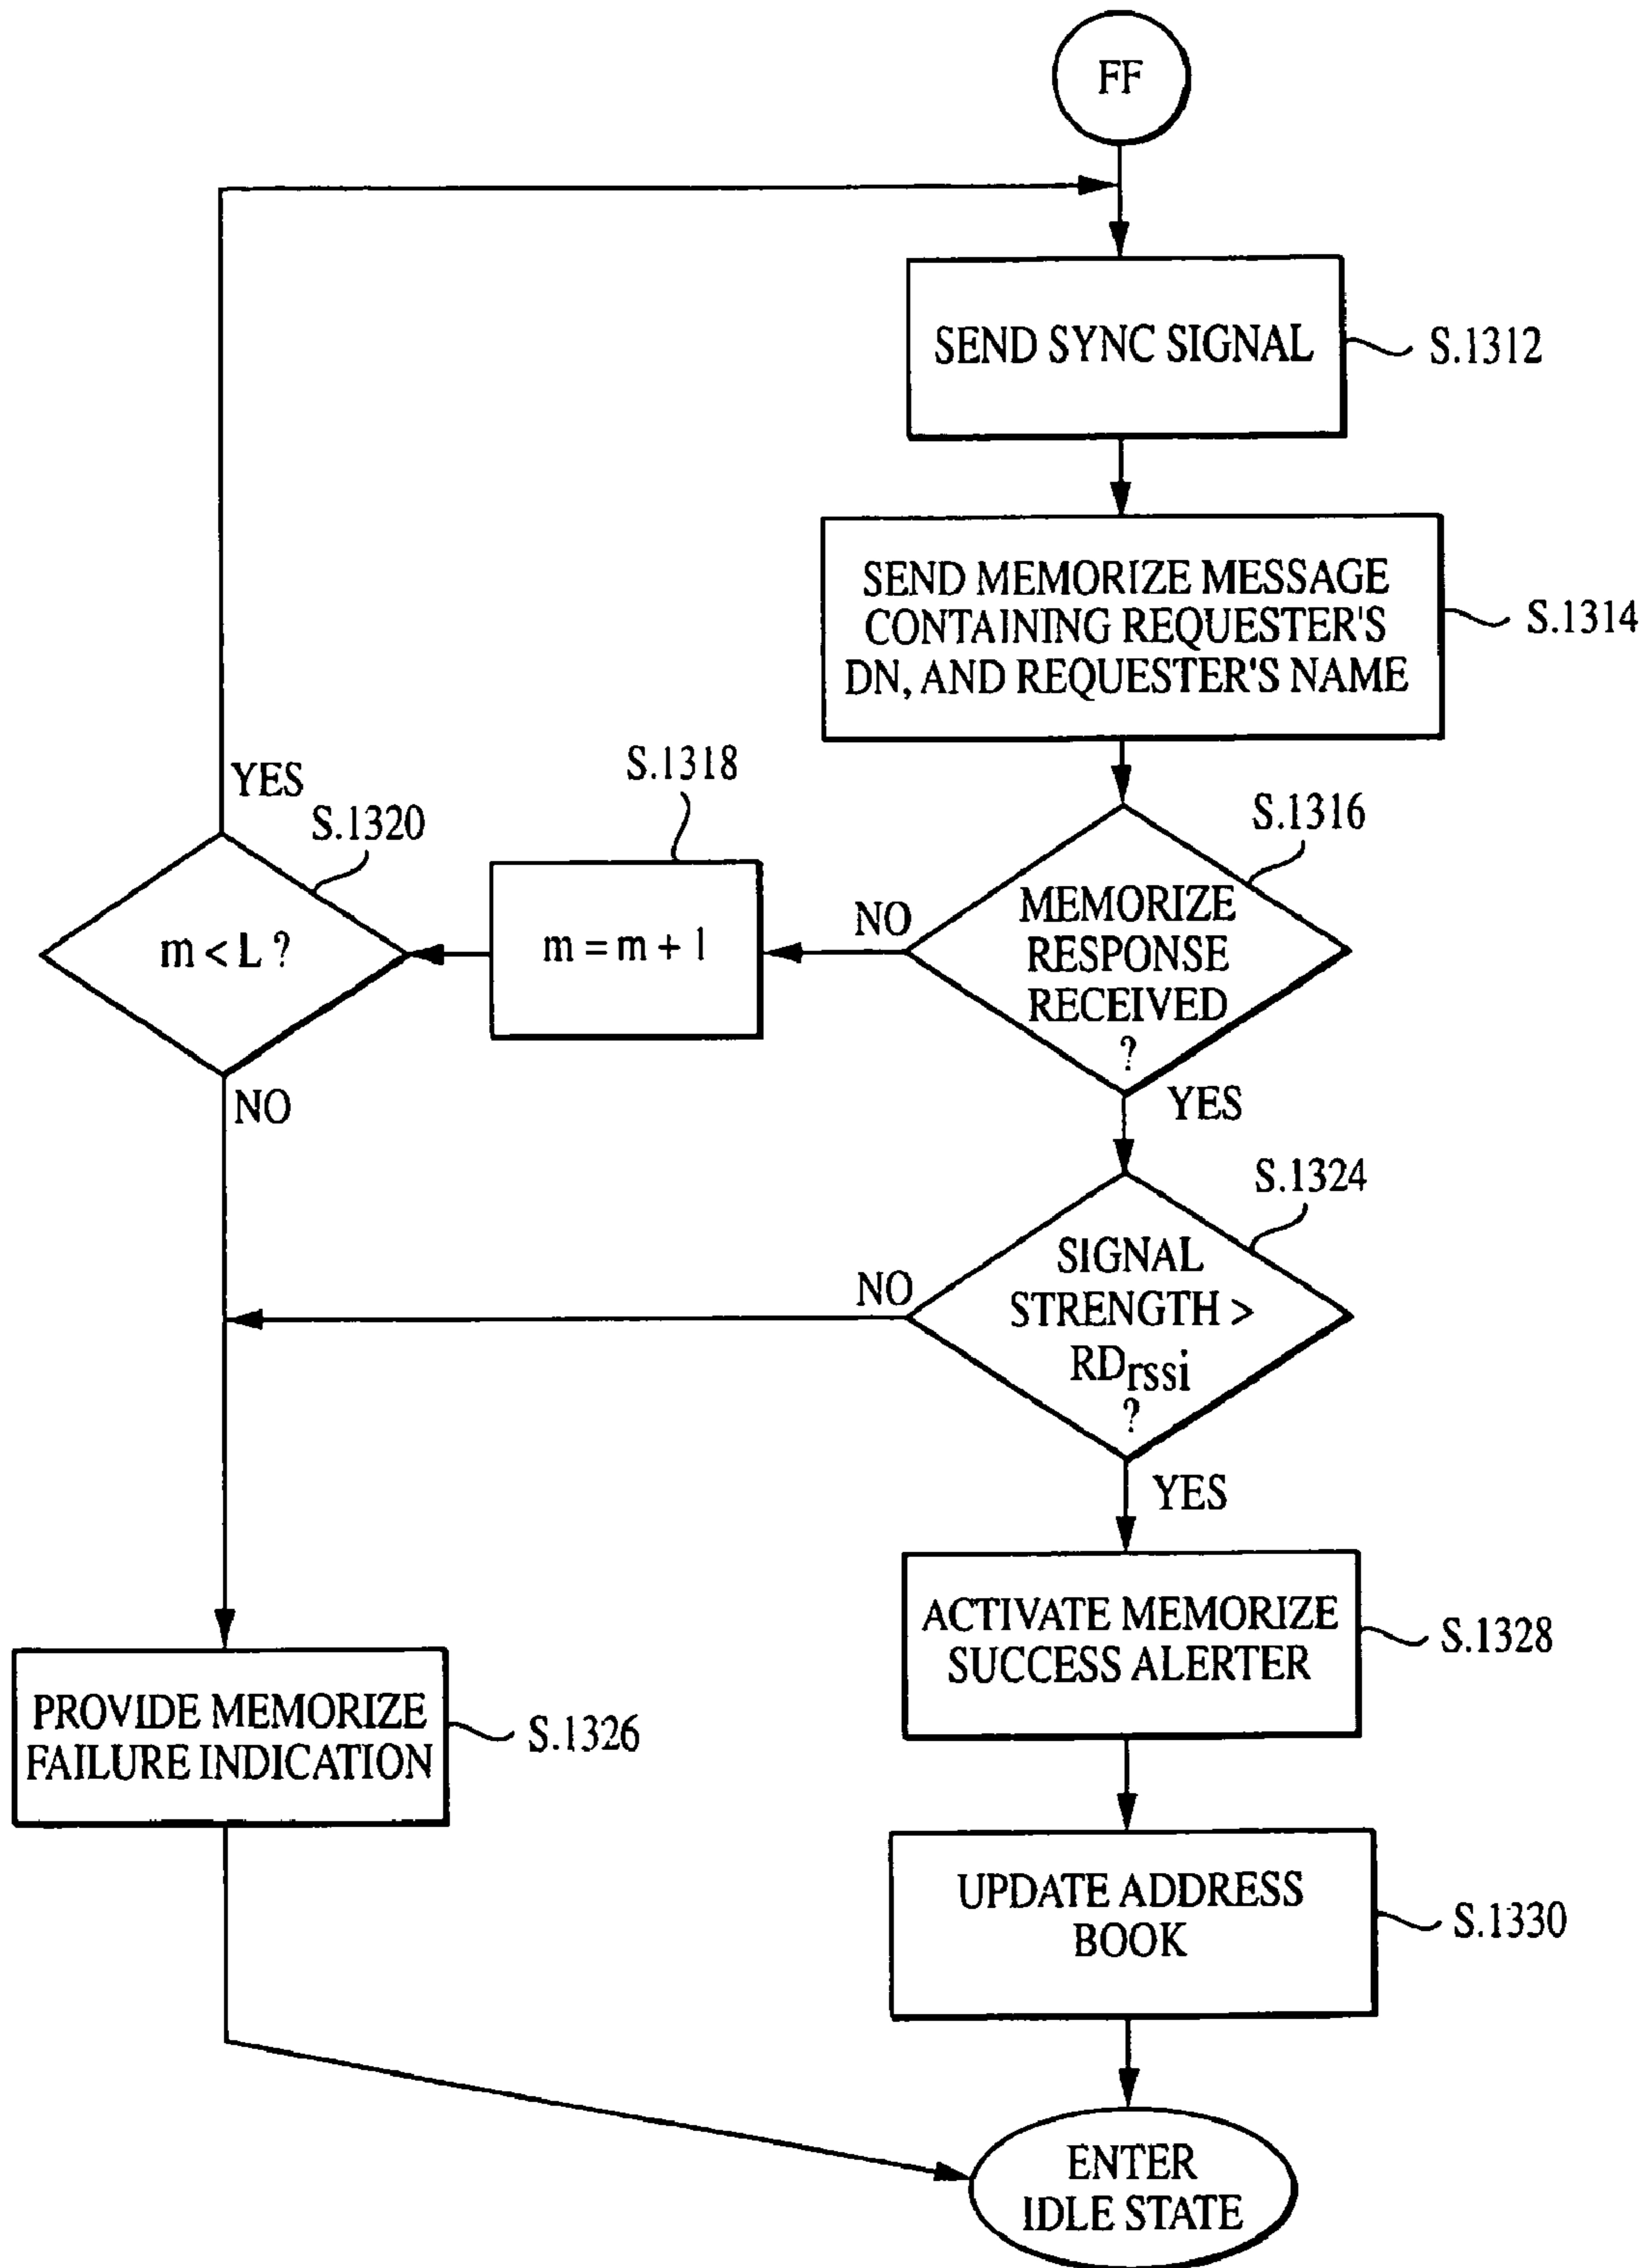 FF
SEND SYNC SIGNAL
S.1312
SEND MEMORIZE MESSAGE
CONTAINING REQUESTER'S
DN, AND REQUESTER'S NAME
S.1314
S.1316
MEMORIZE
RESPONSE
RECEIVED
?
NO
YES
S.1318
m = m + 1
S.1320
m < L ?
YES
NO
S.1324
SIGNAL
STRENGTH >
RDrssi
?
NO
YES
ACTIVATE MEMORIZE
SUCCESS ALERTER
S.1328
PROVIDE MEMORIZE
FAILURE INDICATION
S.1326
UPDATE ADDRESS
BOOK
S.1330
ENTER
IDLE STATE